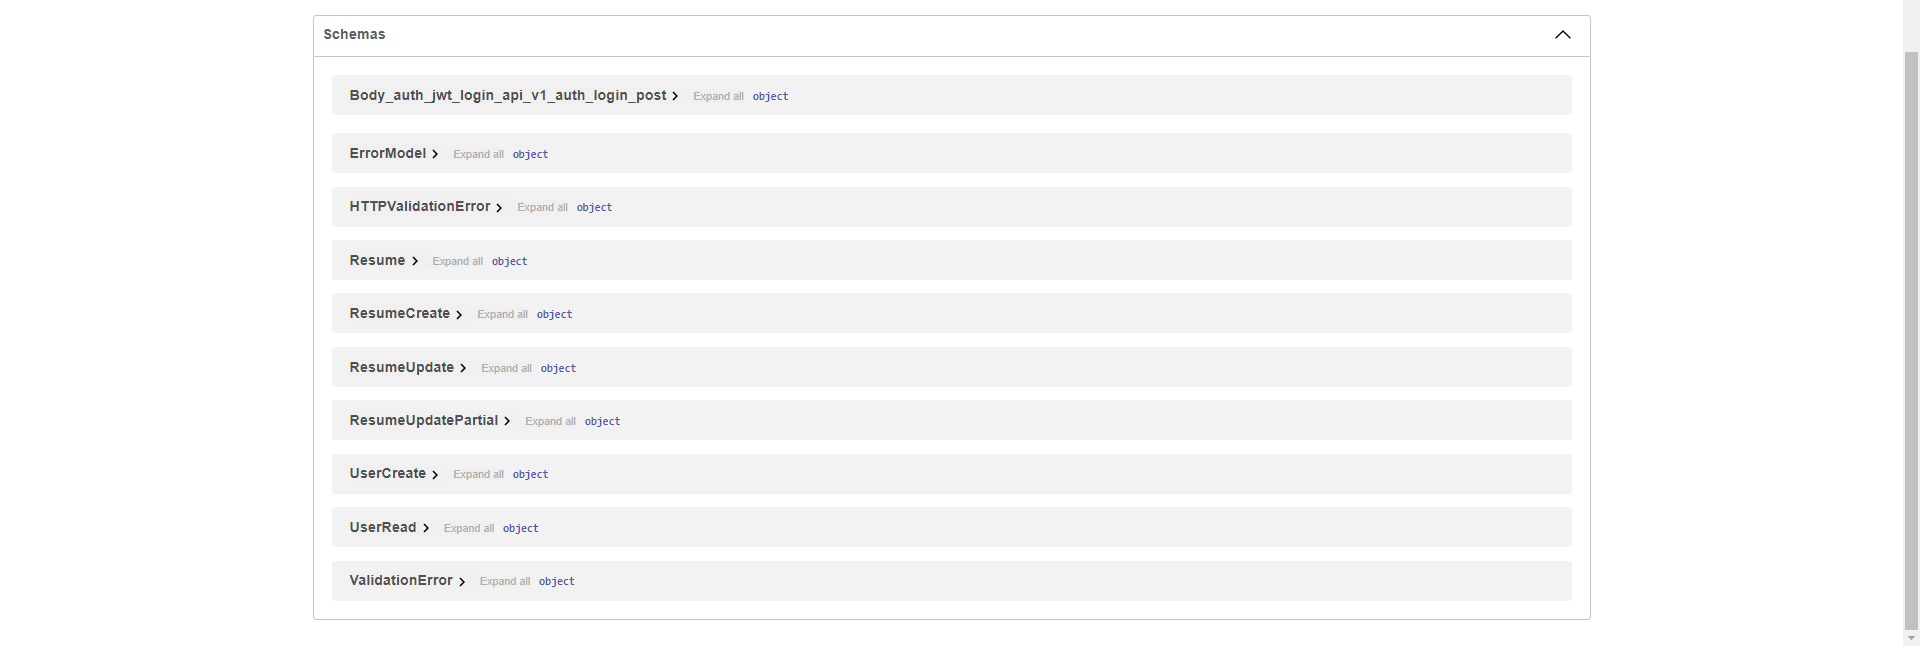 Schemas
Body_auth_jwt_login_api_v1_auth_login_post Expand all object
ErrorModel Expand all object
HTTPValidationError Expand all object
Resume Expand all object
ResumeCreate Expand all object
ResumeUpdate Expand all object
ResumeUpdatePartial Expand all object
UserCreate Expand all object
UserRead Expand all object
ValidationError Expand all object